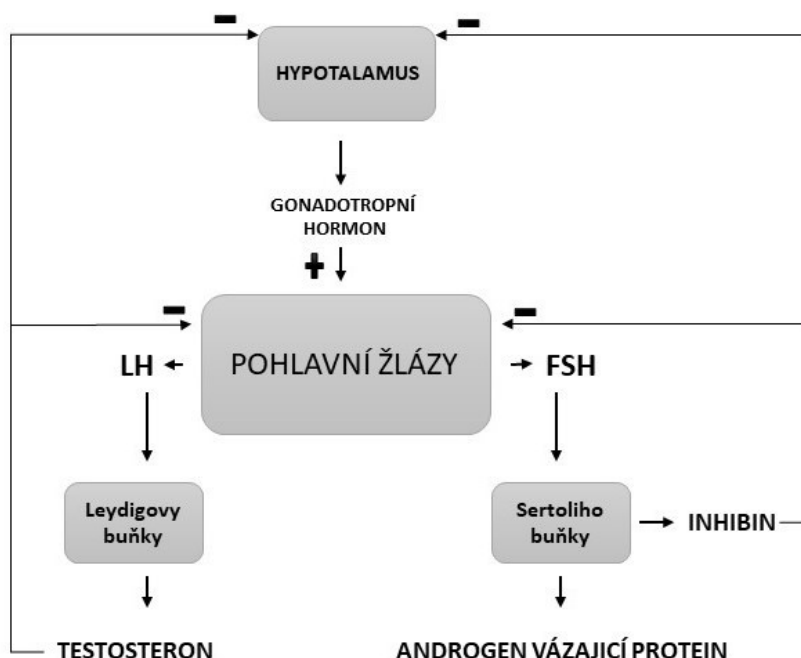 HYPOTALAMUS
GONADOTROPNÍ
HORMON
POHLAVNÍ ŽLÁZY
LH
FSH
Leydigovy
buňky
Sertoliho
buňky
INHIBIN
TESTOSTERON
ANDROGEN VÁZAJICÍ PROTEIN